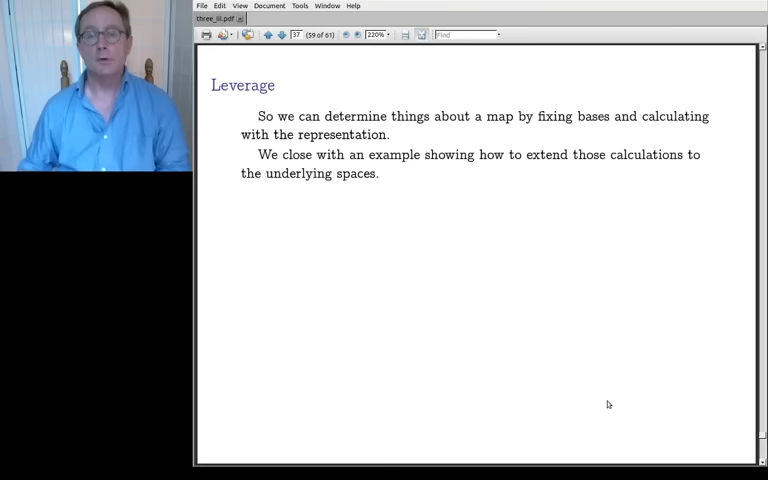 File Edit View Document Tools Window Help
three_iii.pdf
37 (59 of 61) 220% Find
Leverage
So we can determine things about a map by fixing bases and calculating
with the representation.
We close with an example showing how to extend those calculations to
the underlying spaces.